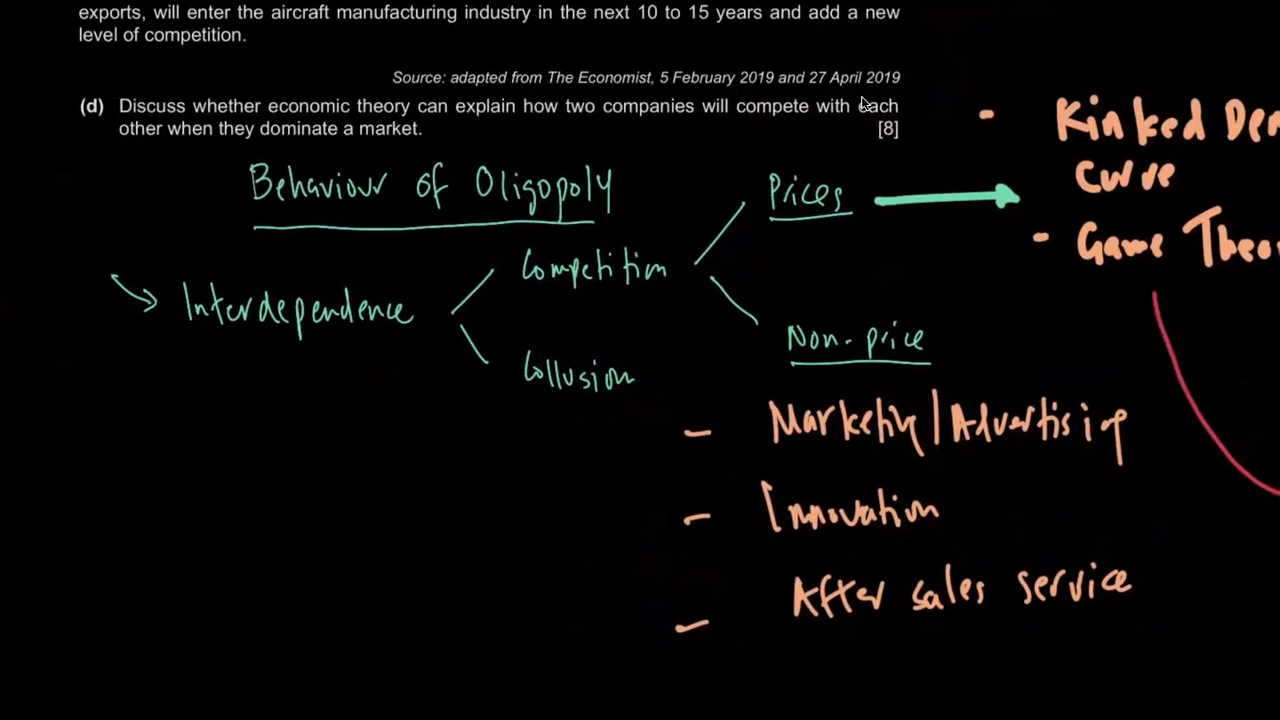 exports, will enter the aircraft manufacturing industry in the next 10 to 15 years and add a new
level of competition.
Source: adapted from The Economist, 5 February 2019 and 27 April 2019
(d) Discuss whether economic theory can explain how two companies will compete with each
other when they dominate a market. [8]
Behaviour of Oligopoly
Interdependence
Competition
Collusion
Prices
Non-price
- Kinked
Curve
- Game
- Marketing/Advertising
- Innovation
- After sales service